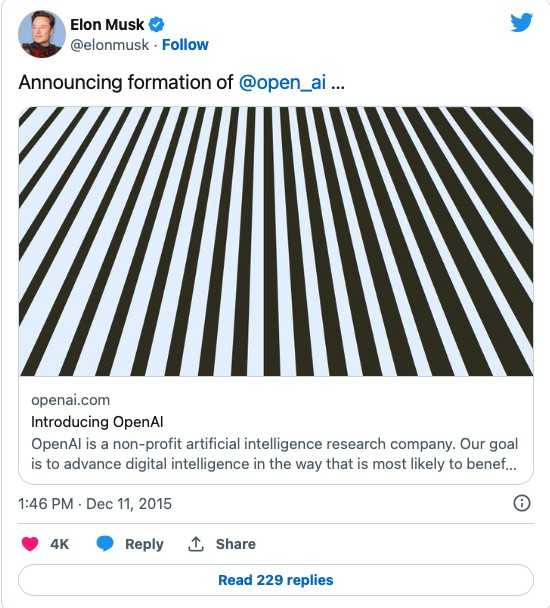 Elon Musk
@elonmusk · Follow
Announcing formation of @open_ai ...
openai.com
Introducing OpenAI
OpenAI is a non-profit artificial intelligence research company. Our goal
is to advance digital intelligence in the way that is most likely to benef...
1:46 PM · Dec 11, 2015
4K Reply Share
Read 229 replies